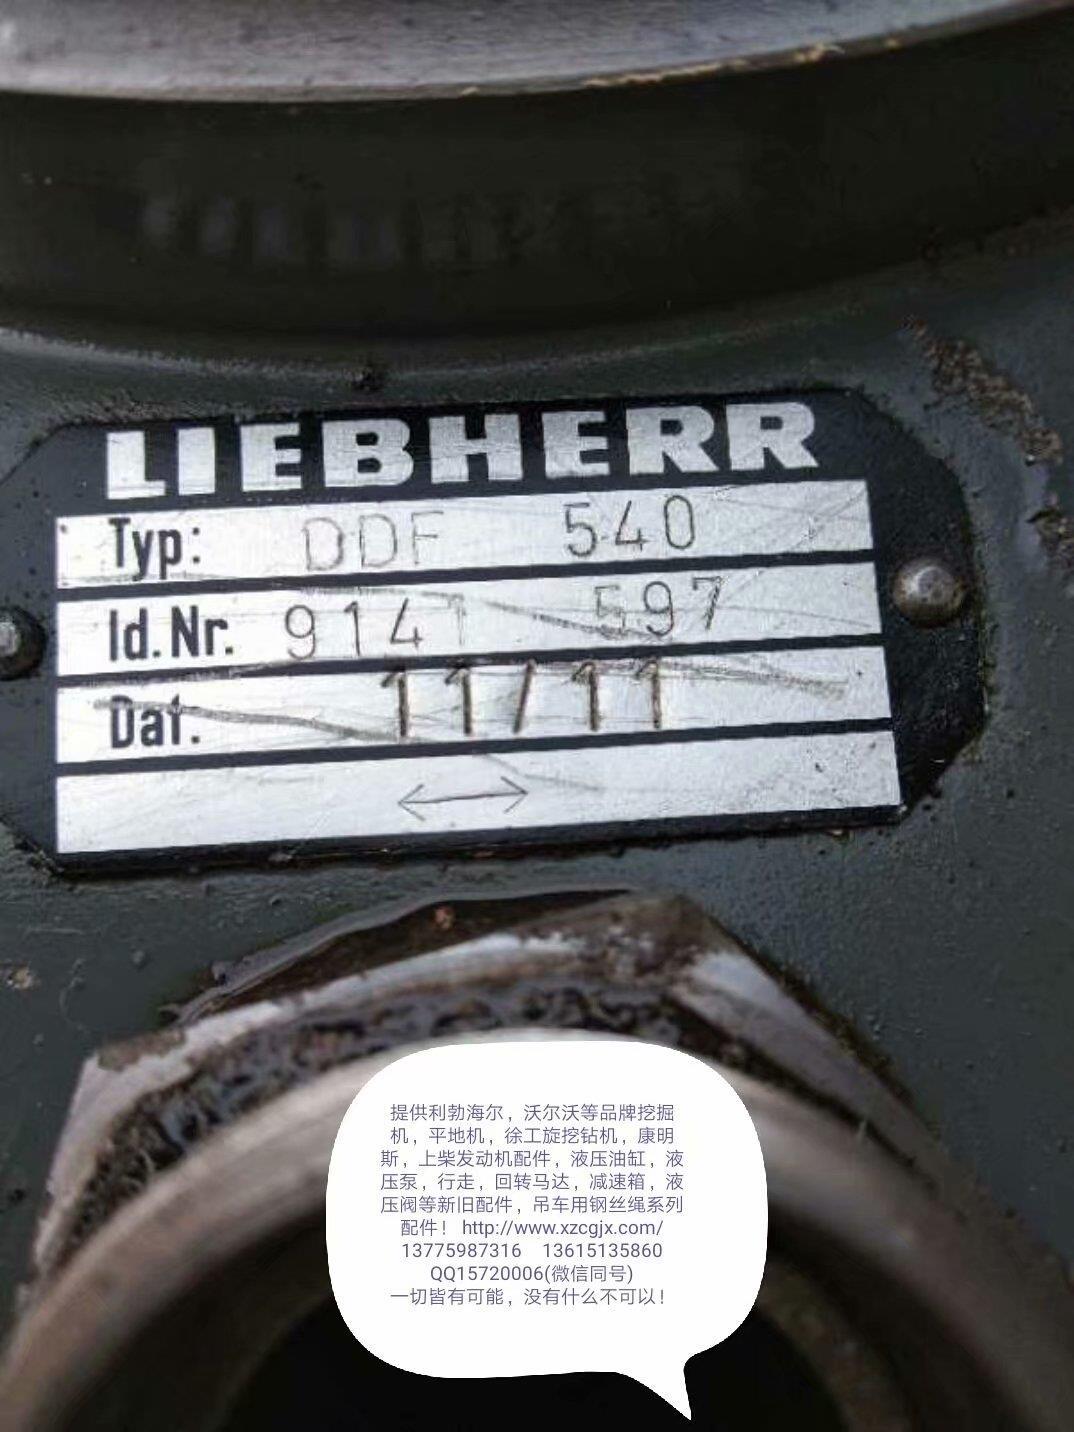 LIEBHERR
Typ: DDF 540
Id.Nr. 9141 597
Dat. 11/11
提供利勃海尔，沃尔沃等品牌挖掘
机，平地机，徐工旋挖钻机，康明
斯，上柴发动机配件，液压油缸，液
压泵，行走，回转马达，减速箱，液
压阀等新旧配件，吊车用钢丝绳系列
配件！http://www.xzcgjx.com/
13775987316 13615135860
QQ15720006(微信同号)
一切皆有可能，没有什么不可以！